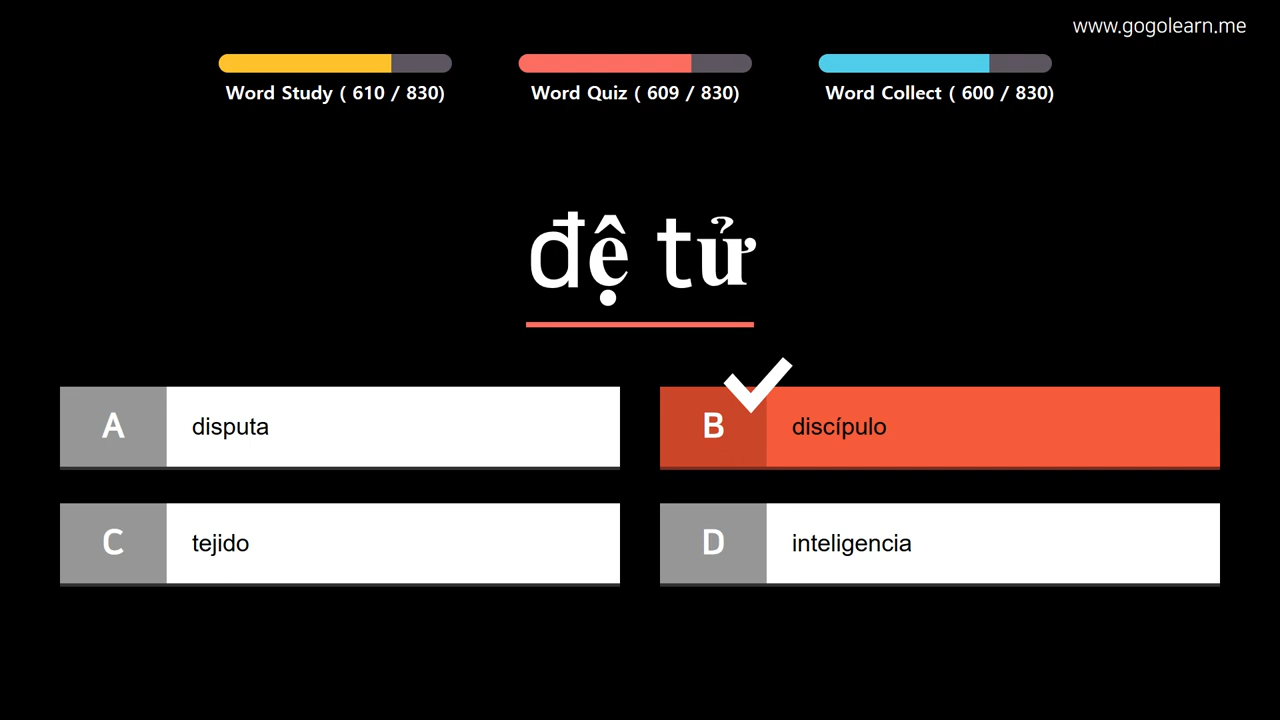 www.gogolearn.me
Word Study ( 610 / 830)
Word Quiz ( 609 / 830)
Word Collect ( 600 / 830)
đệ tử
A disputa
B discípulo
C tejido
D inteligencia